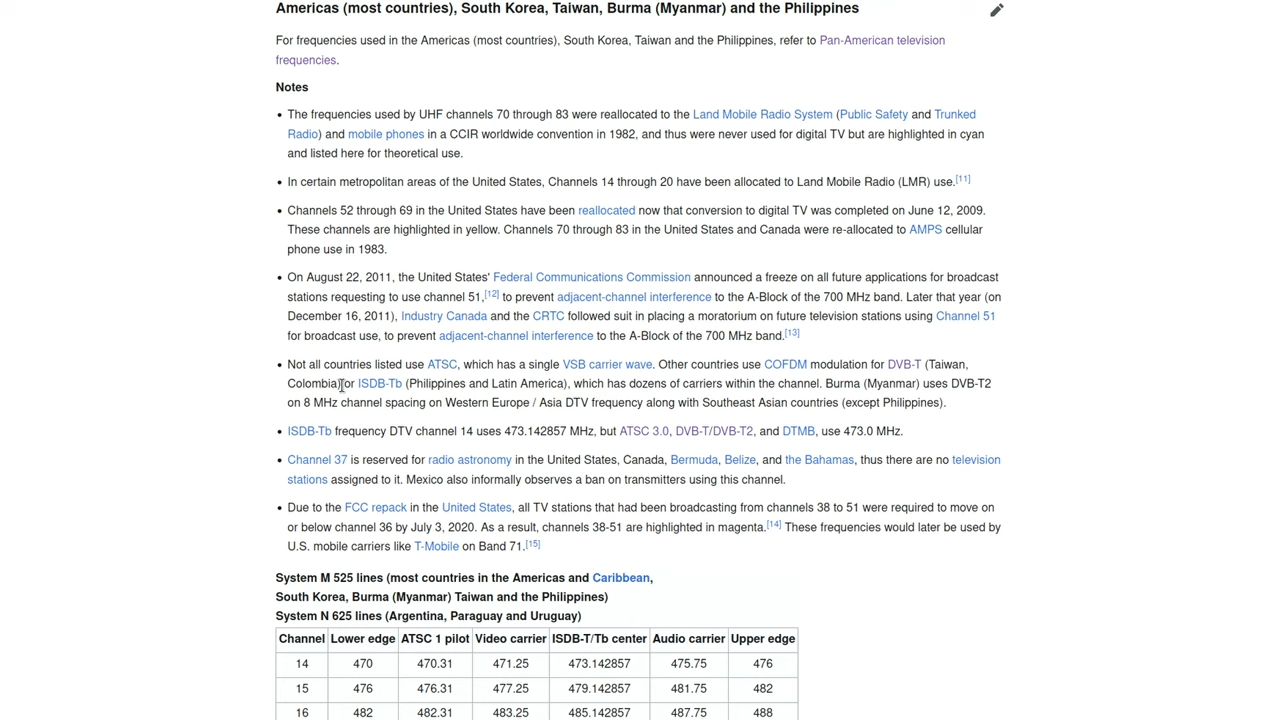 Americas (most countries), South Korea, Taiwan, Burma (Myanmar) and the Philippines
For frequencies used in the Americas (most countries), South Korea, Taiwan and the Philippines, refer to Pan-American television
frequencies.
Notes
• The frequencies used by UHF channels 70 through 83 were reallocated to the Land Mobile Radio System (Public Safety and Trunked
Radio) and mobile phones in a CCIR worldwide convention in 1982, and thus were never used for digital TV but are highlighted in cyan
and listed here for theoretical use.
• In certain metropolitan areas of the United States, Channels 14 through 20 have been allocated to Land Mobile Radio (LMR) use.[11]
• Channels 52 through 69 in the United States have been reallocated now that conversion to digital TV was completed on June 12, 2009.
These channels are highlighted in yellow. Channels 70 through 83 in the United States and Canada were re-allocated to AMPS cellular
phone use in 1983.
• On August 22, 2011, the United States' Federal Communications Commission announced a freeze on all future applications for broadcast
stations requesting to use channel 51,[12] to prevent adjacent-channel interference to the A-Block of the 700 MHz band. Later that year (on
December 16, 2011), Industry Canada and the CRTC followed suit in placing a moratorium on future television stations using Channel 51
for broadcast use, to prevent adjacent-channel interference to the A-Block of the 700 MHz band.[13]
• Not all countries listed use ATSC, which has a single VSB carrier wave. Other countries use COFDM modulation for DVB-T (Taiwan,
Colombia)or ISDB-Tb (Philippines and Latin America), which has dozens of carriers within the channel. Burma (Myanmar) uses DVB-T2
on 8 MHz channel spacing on Western Europe / Asia DTV frequency along with Southeast Asian countries (except Philippines).
• ISDB-Tb frequency DTV channel 14 uses 473.142857 MHz, but ATSC 3.0, DVB-T/DVB-T2, and DTMB, use 473.0 MHz.
• Channel 37 is reserved for radio astronomy in the United States, Canada, Bermuda, Belize, and the Bahamas, thus there are no television
stations assigned to it. Mexico also informally observes a ban on transmitters using this channel.
• Due to the FCC repack in the United States, all TV stations that had been broadcasting from channels 38 to 51 were required to move on
or below channel 36 by July 3, 2020. As a result, channels 38-51 are highlighted in magenta.[14] These frequencies would later be used by
U.S. mobile carriers like T-Mobile on Band 71.[15]
System M 525 lines (most countries in the Americas and Caribbean,
South Korea, Burma (Myanmar) Taiwan and the Philippines)
System N 625 lines (Argentina, Paraguay and Uruguay)
Channel Lower edge ATSC 1 pilot Video carrier ISDB-T/Tb center Audio carrier Upper edge
14 470 470.31 471.25 473.142857 475.75 476
15 476 476.31 477.25 479.142857 481.75 482
16 482 482.31 483.25 485.142857 487.75 488